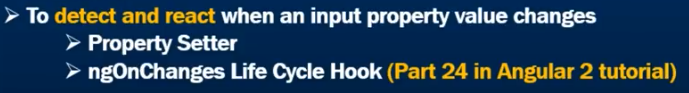 ➢ To detect and react when an input property value changes
➢ Property Setter
➢ ngOnChanges Life Cycle Hook (Part 24 in Angular 2 tutorial)